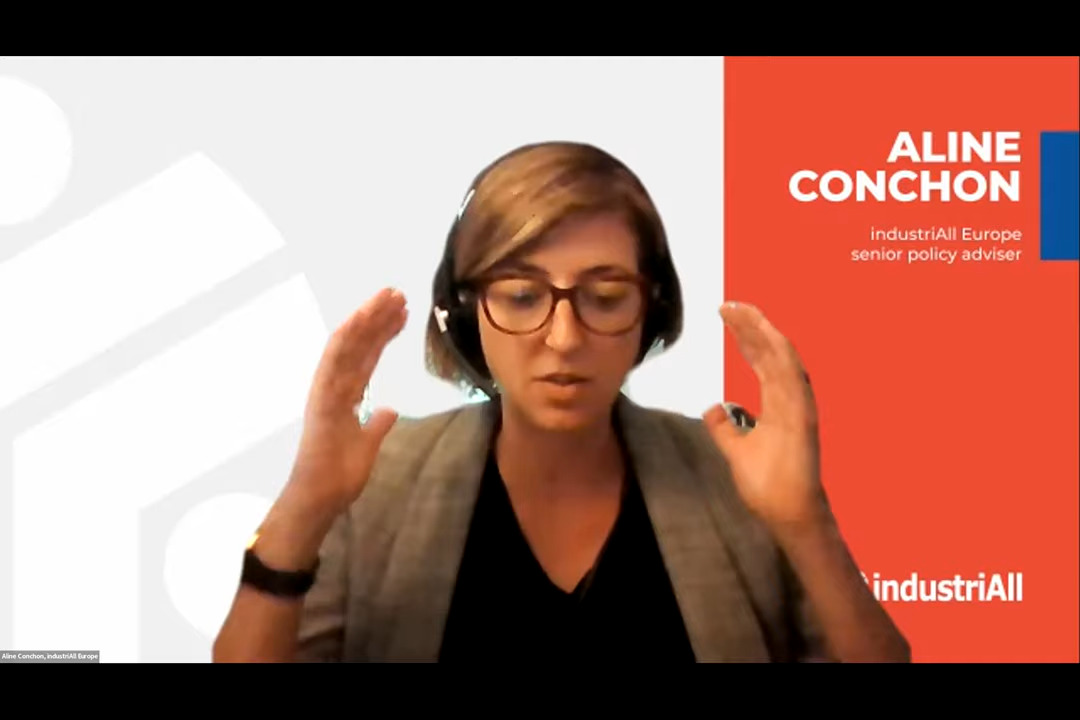 ALINE
CONCHON
industriAll Europe
senior policy adviser
industriAll
Aline Conchon, industriAll Europe